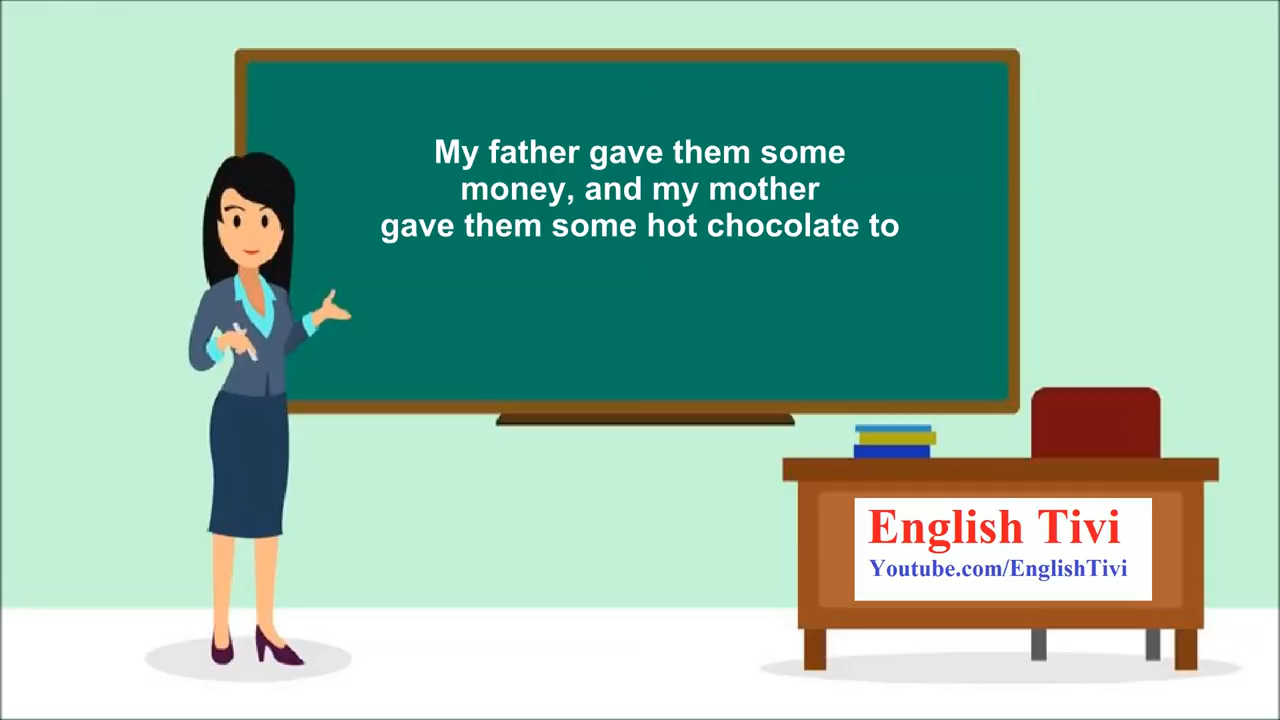 My father gave them some
money, and my mother
gave them some hot chocolate to
English Tivi
Youtube.com/EnglishTivi